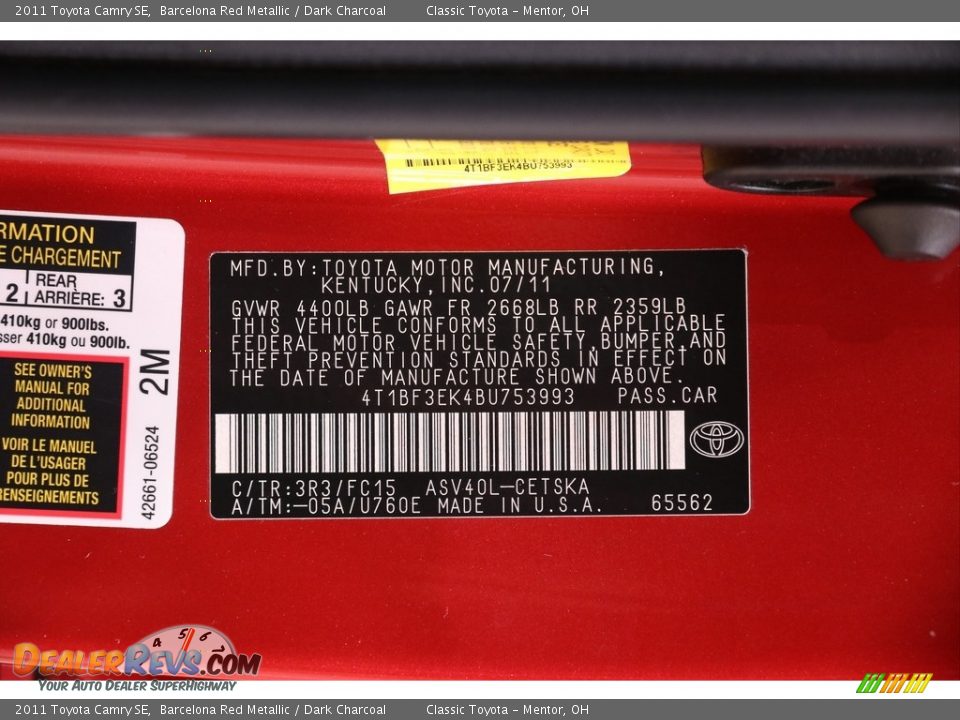 2011 Toyota Camry SE, Barcelona Red Metallic / Dark Charcoal Classic Toyota – Mentor, OH
4T1BF3EK4BU753993
RMATION
E CHARGEMENT
2 REAR
ARRIÈRE: 3
410kg or 900lbs.
sser 410kg ou 900lb.
SEE OWNER'S
MANUAL FOR
ADDITIONAL
INFORMATION
VOIR LE MANUEL
DE L'USAGER
POUR PLUS DE
RENSEIGNEMENTS
2M
42661-06524
MFD.BY:TOYOTA MOTOR MANUFACTURING,
KENTUCKY,INC.07/11
GVWR 4400LB GAWR FR 2668LB RR 2359LB
THIS VEHICLE CONFORMS TO ALL APPLICABLE
FEDERAL MOTOR VEHICLE SAFETY,BUMPER,AND
THEFT PREVENTION STANDARDS IN EFFECT ON
THE DATE OF MANUFACTURE SHOWN ABOVE.
4T1BF3EK4BU753993 PASS.CAR
C/TR:3R3/FC15 ASV40L-CETSKA
A/TM:-05A/U760E MADE IN U.S.A. 65562
4 5 6
DealerRevs.com
Your Auto Dealer SuperHighway
2011 Toyota Camry SE, Barcelona Red Metallic / Dark Charcoal Classic Toyota – Mentor, OH